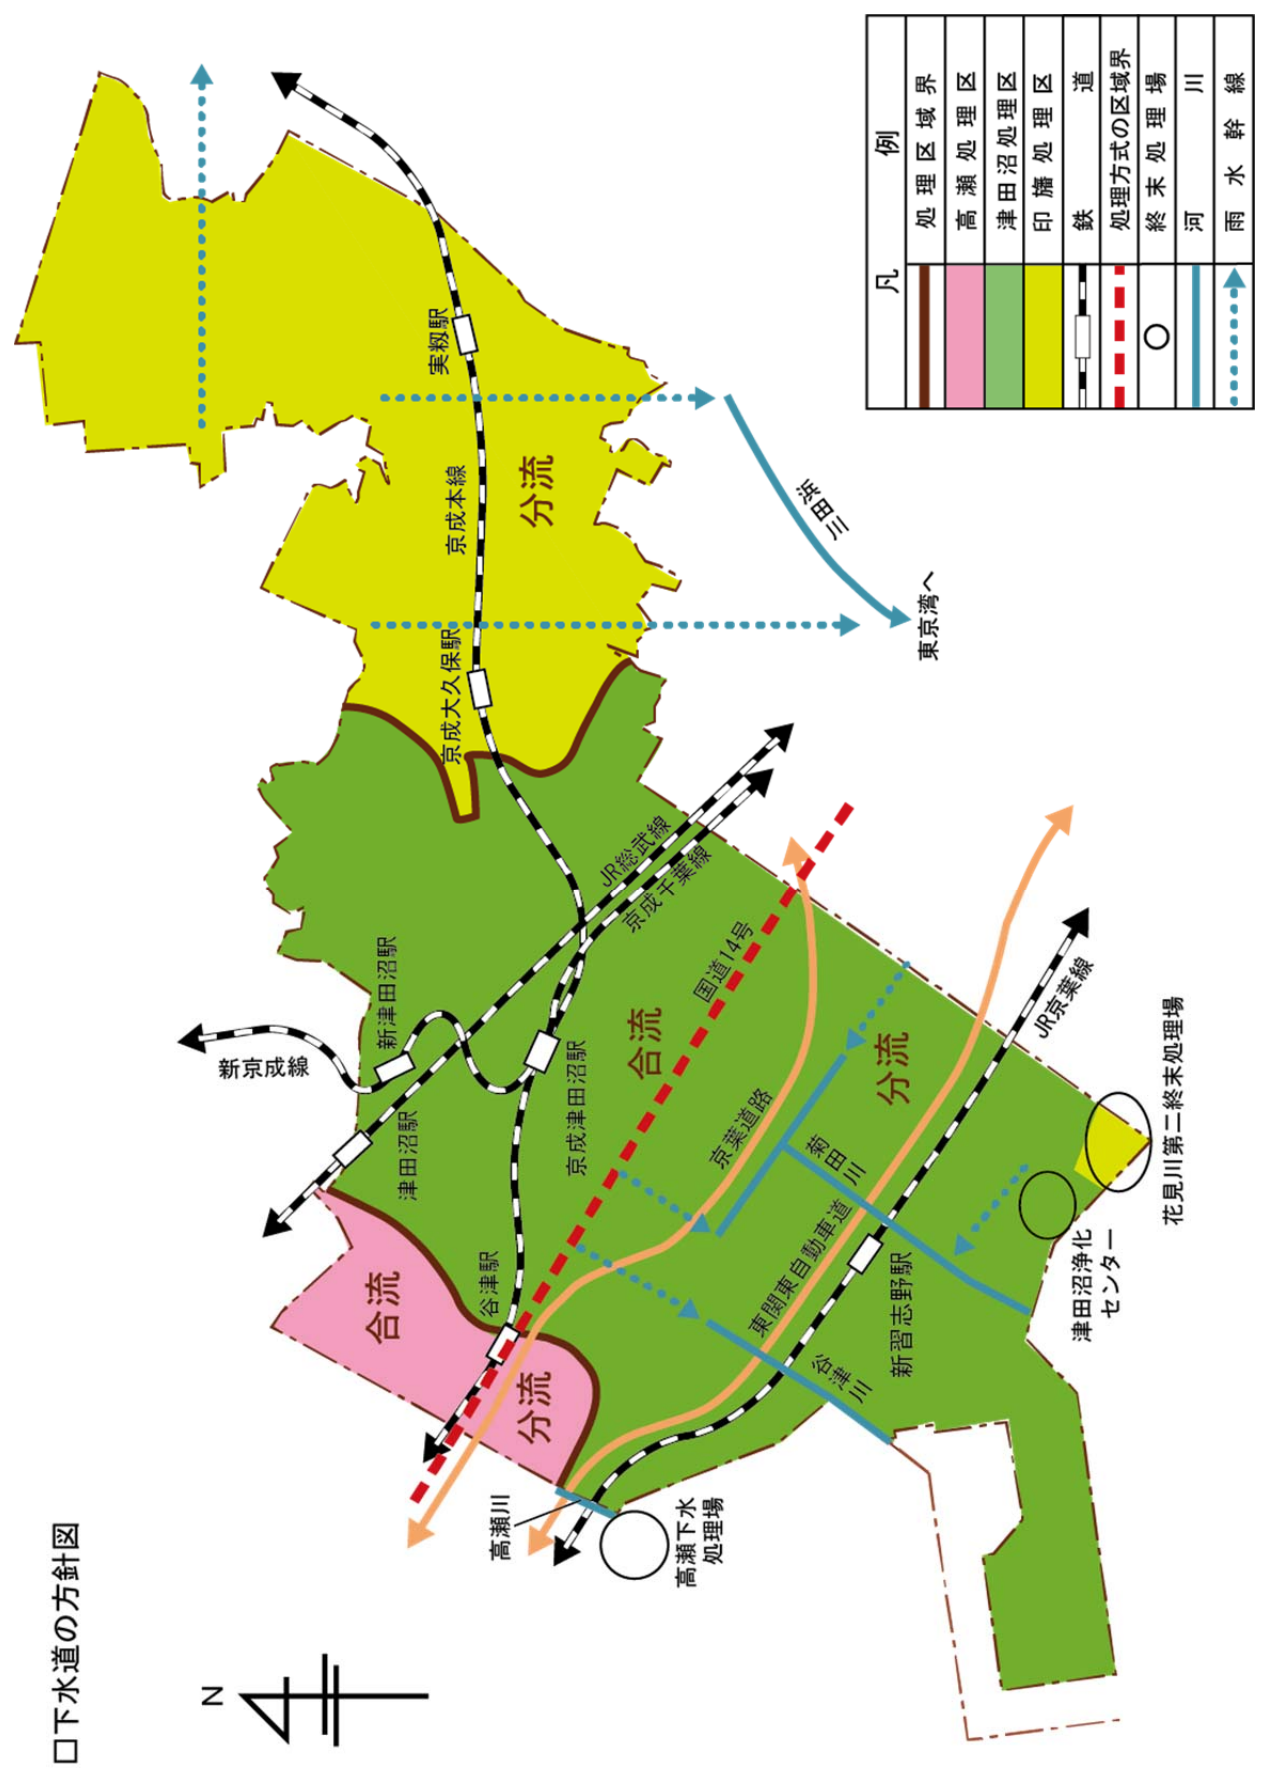 □下水道の方針図
N
凡例
処理区域界
高瀬処理区
津田沼処理区
印旛処理区
鉄道
処理方式の区域界
終末処理場
河川
雨水幹線
実籾駅
京成本線
分流
京成大久保駅
浜田川
東京湾へ
JR総武線
京成千葉線
新京成線
新津田沼駅
津田沼駅
京成津田沼駅
合流
国道14号
京葉道路
分流
菊田川
東関東自動車道
JR京葉線
新習志野駅
谷津川
谷津駅
合流
分流
高瀬川
高瀬下水
処理場
津田沼浄化
センター
花見川第二終末処理場